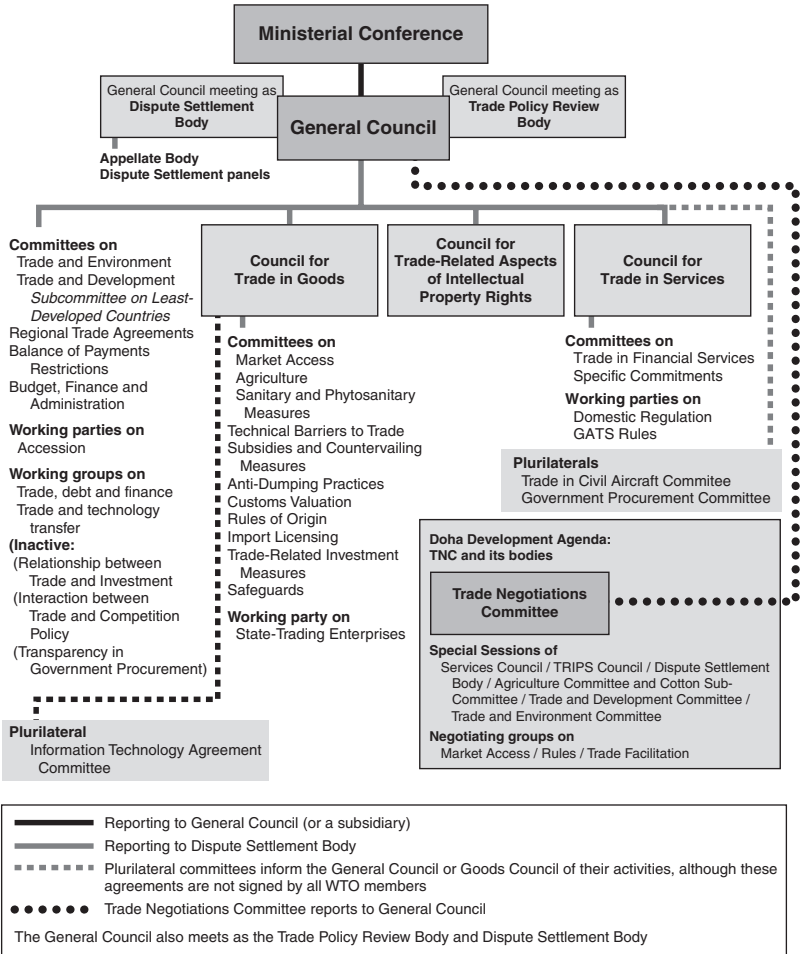 Ministerial Conference
General Council meeting as
Dispute Settlement
Body
General Council
General Council meeting as
Trade Policy Review
Body
Appellate Body
Dispute Settlement panels
Committees on
Trade and Environment
Trade and Development
Subcommittee on Least-
Developed Countries
Regional Trade Agreements
Balance of Payments
Restrictions
Budget, Finance and
Administration
Working parties on
Accession
Working groups on
Trade, debt and finance
Trade and technology
transfer
(Inactive:
(Relationship between
Trade and Investment
(Interaction between
Trade and Competition
Policy
(Transparency in
Government Procurement)
Plurilateral
Information Technology Agreement
Committee
Council for
Trade in Goods
Committees on
Market Access
Agriculture
Sanitary and Phytosanitary
Measures
Technical Barriers to Trade
Subsidies and Countervailing
Measures
Anti-Dumping Practices
Customs Valuation
Rules of Origin
Import Licensing
Trade-Related Investment
Measures
Safeguards
Working party on
State-Trading Enterprises
Council for
Trade-Related Aspects
of Intellectual
Property Rights
Council for
Trade in Services
Committees on
Trade in Financial Services
Specific Commitments
Working parties on
Domestic Regulation
GATS Rules
Plurilaterals
Trade in Civil Aircraft Commitee
Government Procurement Committee
Doha Development Agenda:
TNC and its bodies
Trade Negotiations
Committee
Special Sessions of
Services Council / TRIPS Council / Dispute Settlement
Body / Agriculture Committee and Cotton Sub-
Committee / Trade and Development Committee /
Trade and Environment Committee
Negotiating groups on
Market Access / Rules / Trade Facilitation
Reporting to General Council (or a subsidiary)
Reporting to Dispute Settlement Body
Plurilateral committees inform the General Council or Goods Council of their activities, although these
agreements are not signed by all WTO members
Trade Negotiations Committee reports to General Council
The General Council also meets as the Trade Policy Review Body and Dispute Settlement Body